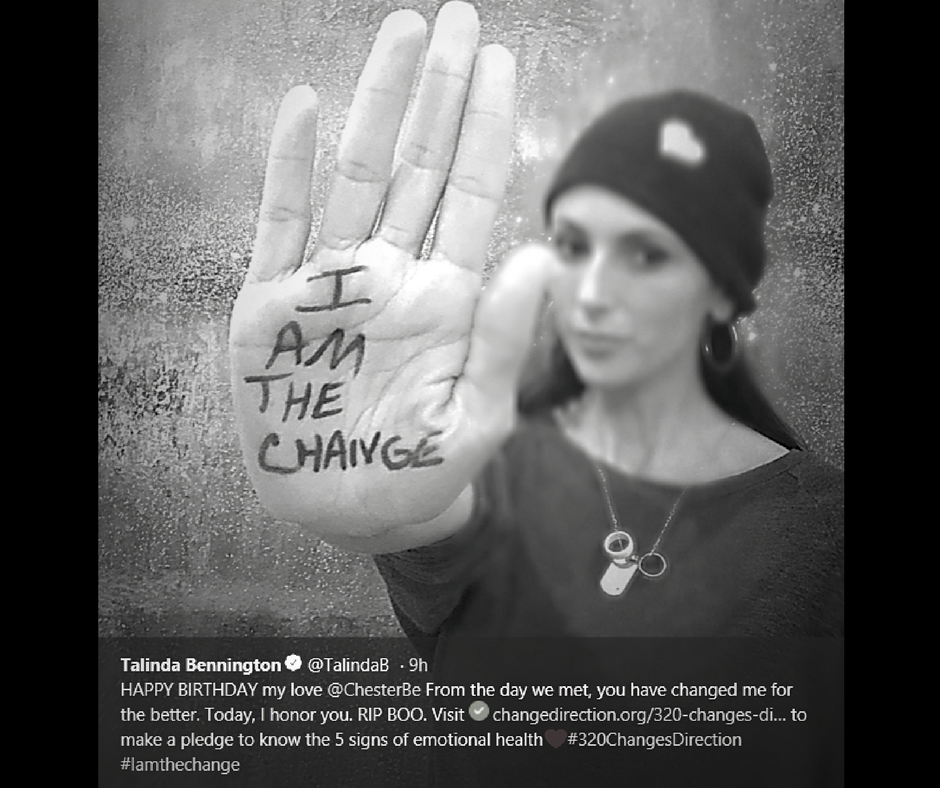 I
AM
THE
CHANGE
Talinda Bennington @TalindaB · 9h
HAPPY BIRTHDAY my love @ChesterBe From the day we met, you have changed me for
the better. Today, I honor you. RIP BOO. Visit changedirection.org/320-changes-di... to
make a pledge to know the 5 signs of emotional health #320ChangesDirection
#Iamthechange